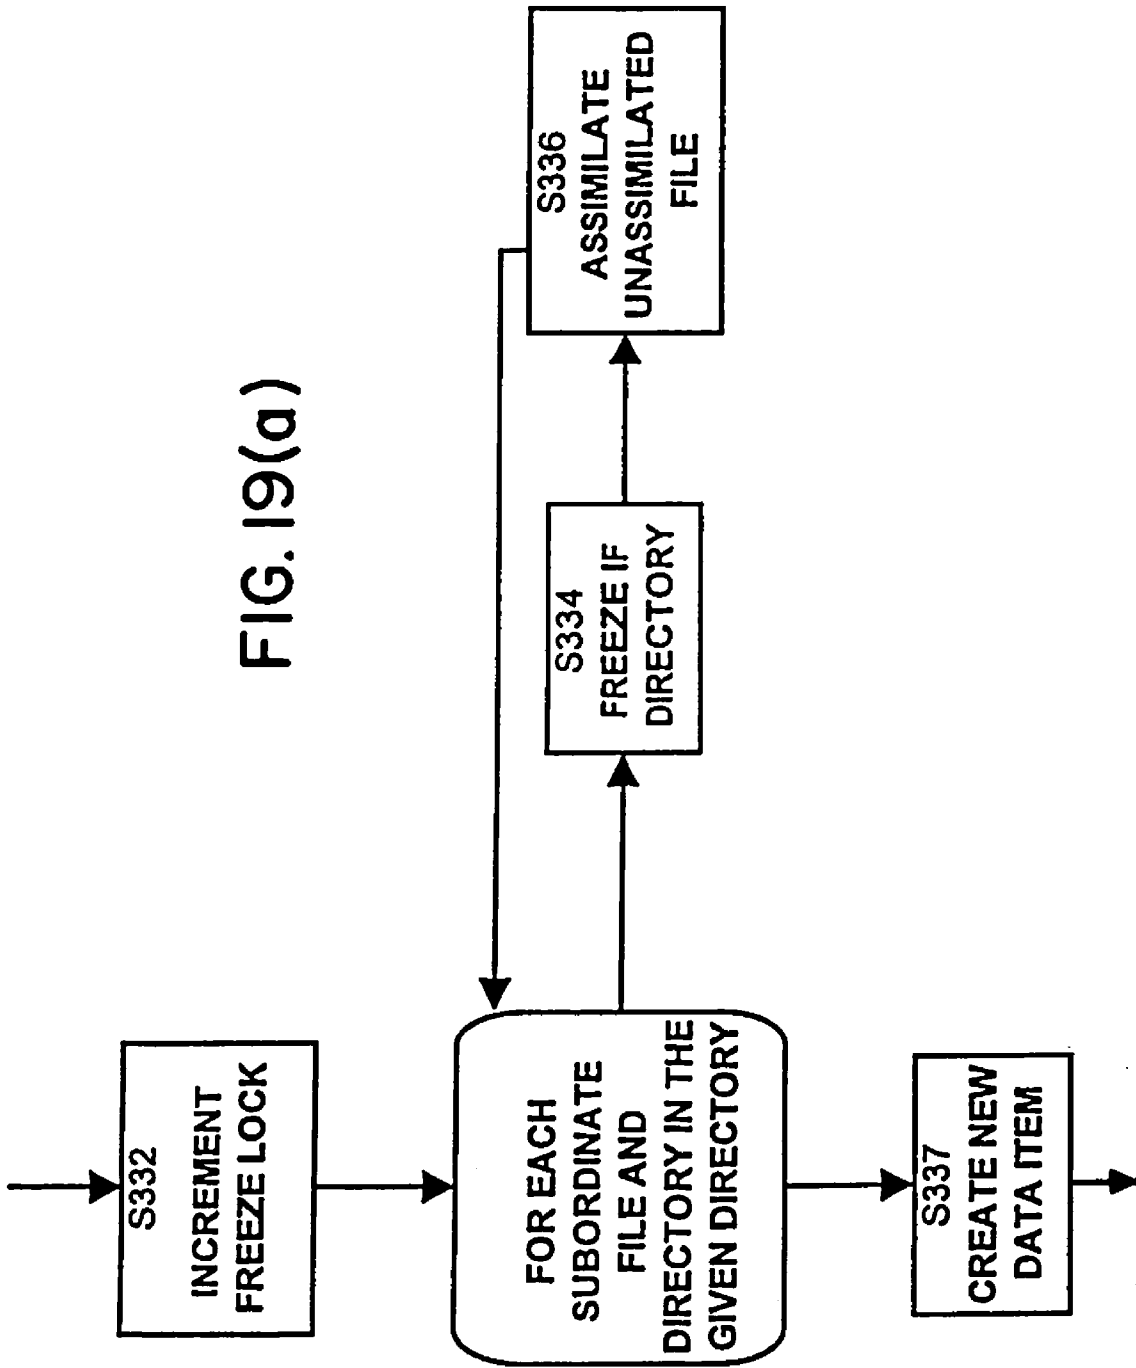 FIG. 19(a)
S332
INCREMENT
FREEZE LOCK
FOR EACH
SUBORDINATE
FILE AND
DIRECTORY IN THE
GIVEN DIRECTORY
S334
FREEZE IF
DIRECTORY
S336
ASSIMILATE
UNASSIMILATED
FILE
S337
CREATE NEW
DATA ITEM